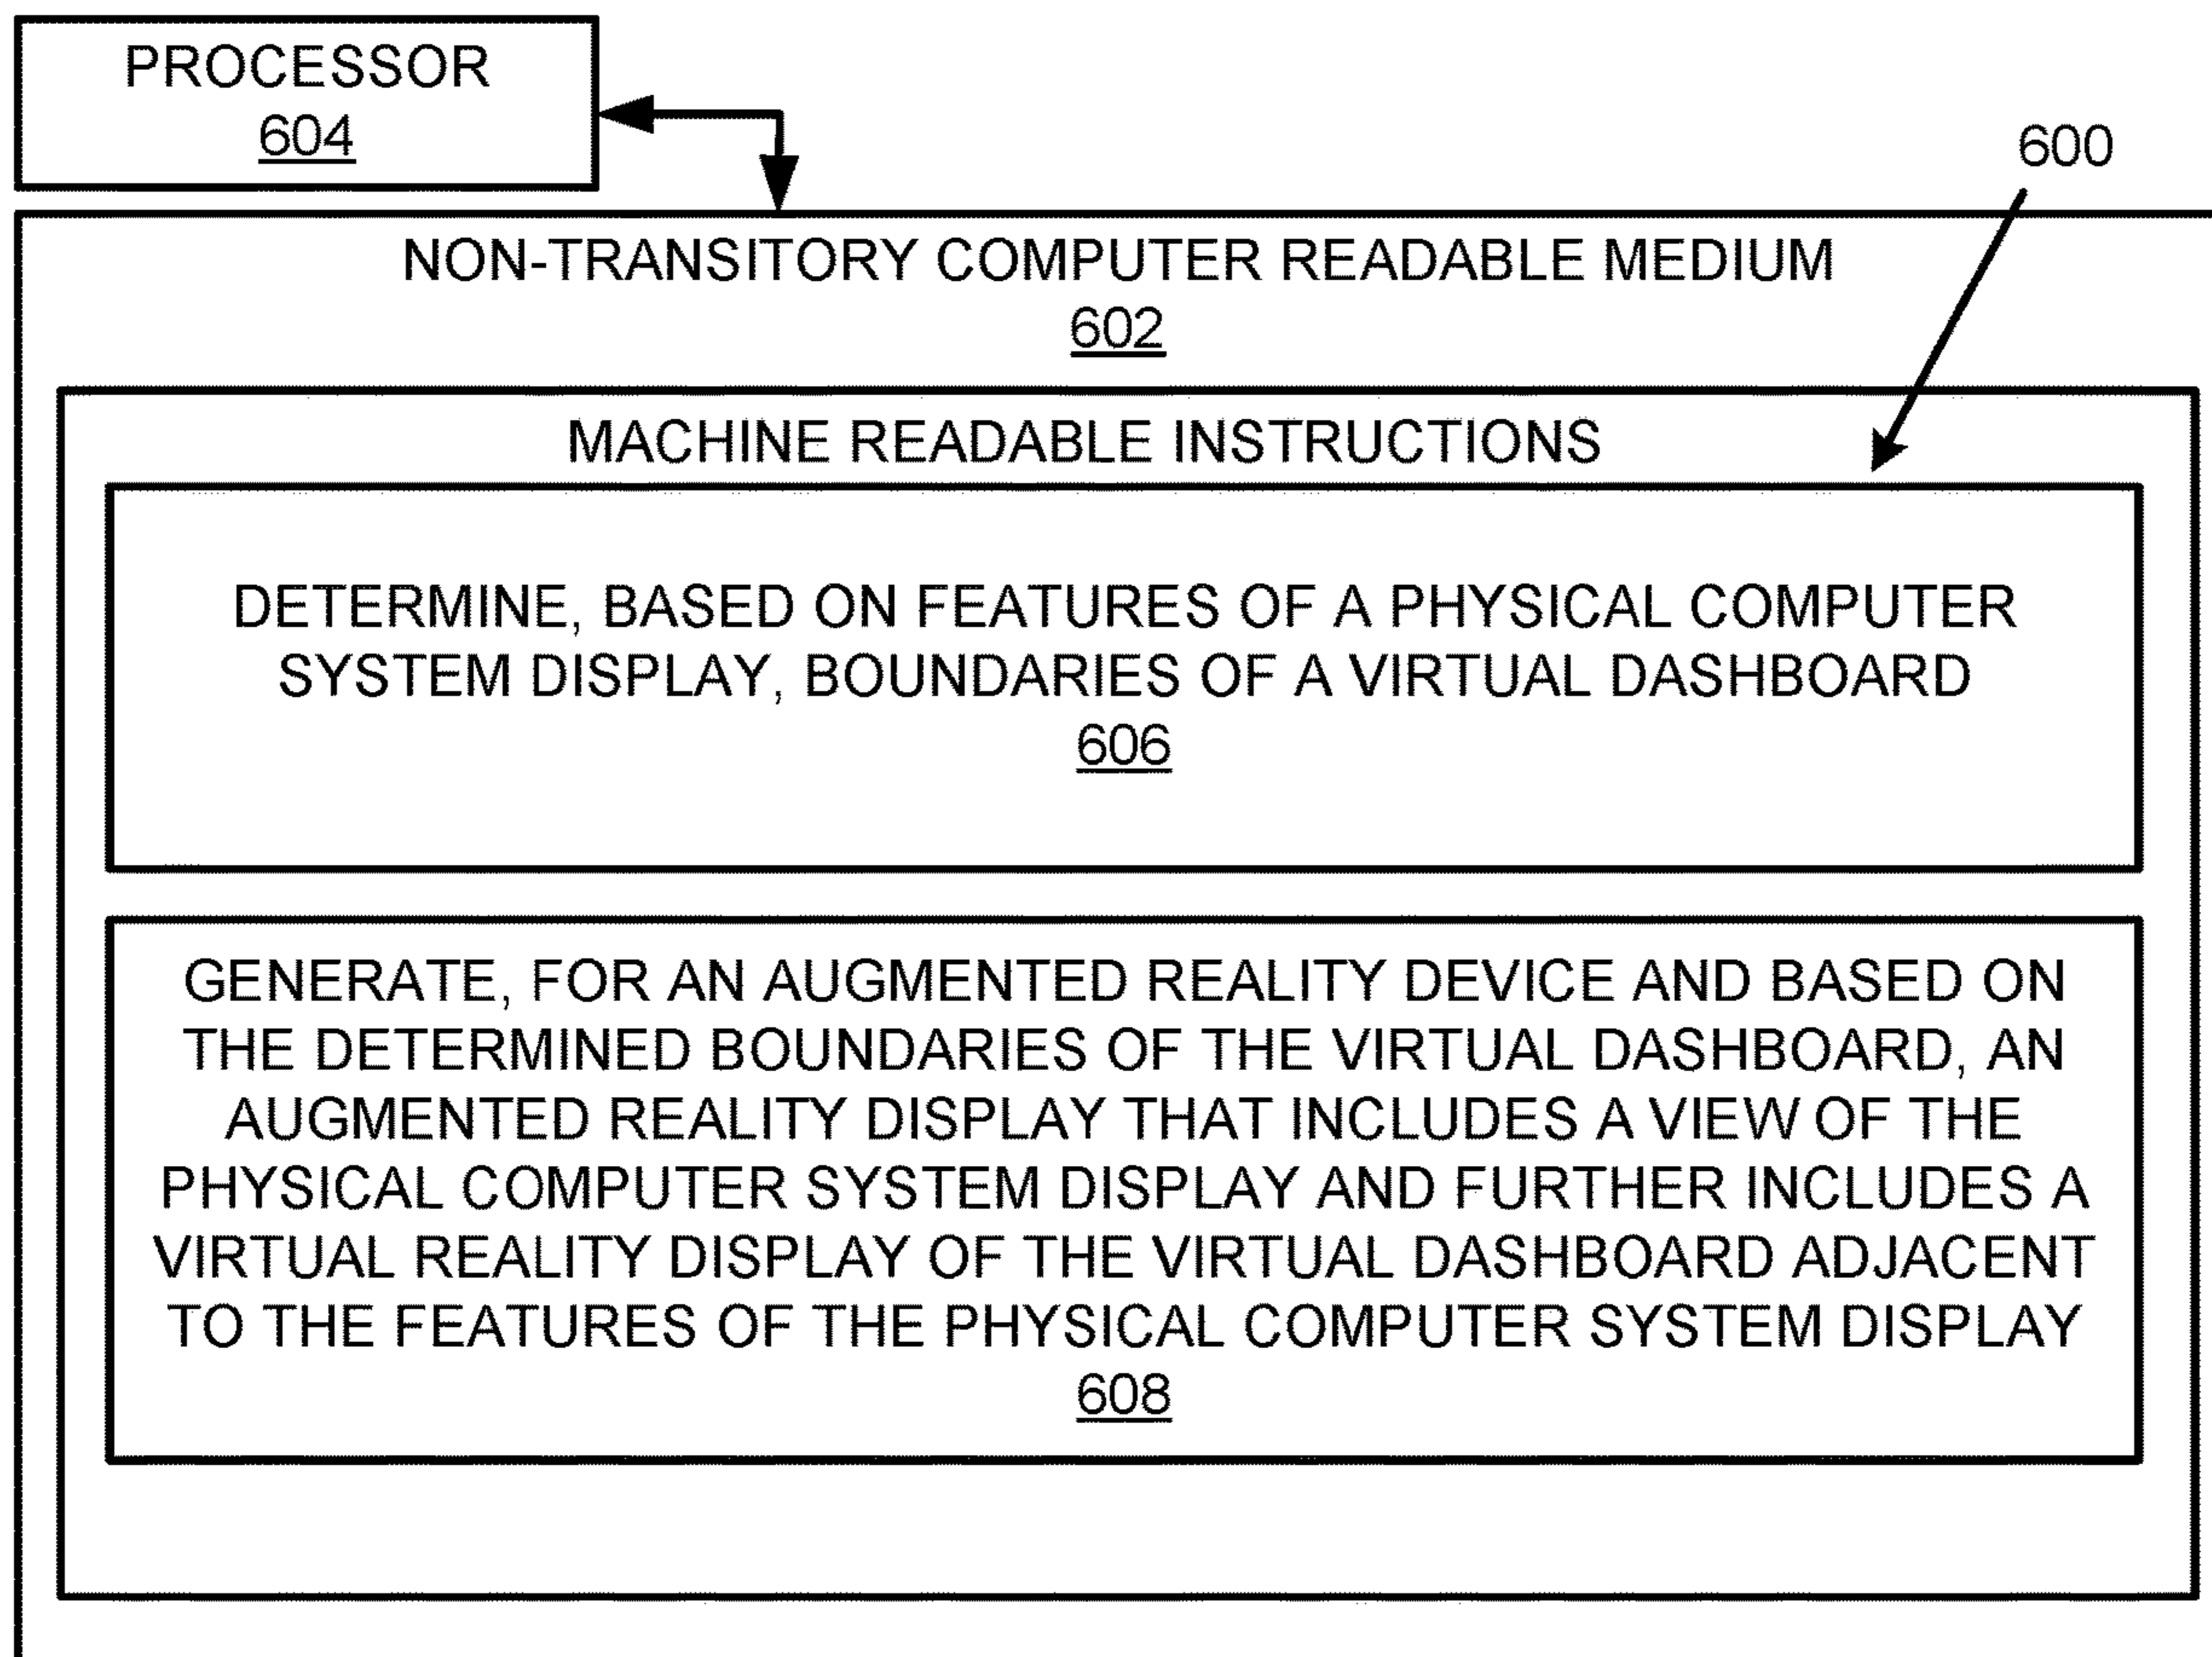 PROCESSOR
604
600
NON-TRANSITORY COMPUTER READABLE MEDIUM
602
MACHINE READABLE INSTRUCTIONS
DETERMINE, BASED ON FEATURES OF A PHYSICAL COMPUTER
SYSTEM DISPLAY, BOUNDARIES OF A VIRTUAL DASHBOARD
606
GENERATE, FOR AN AUGMENTED REALITY DEVICE AND BASED ON
THE DETERMINED BOUNDARIES OF THE VIRTUAL DASHBOARD, AN
AUGMENTED REALITY DISPLAY THAT INCLUDES A VIEW OF THE
PHYSICAL COMPUTER SYSTEM DISPLAY AND FURTHER INCLUDES A
VIRTUAL REALITY DISPLAY OF THE VIRTUAL DASHBOARD ADJACENT
TO THE FEATURES OF THE PHYSICAL COMPUTER SYSTEM DISPLAY
608